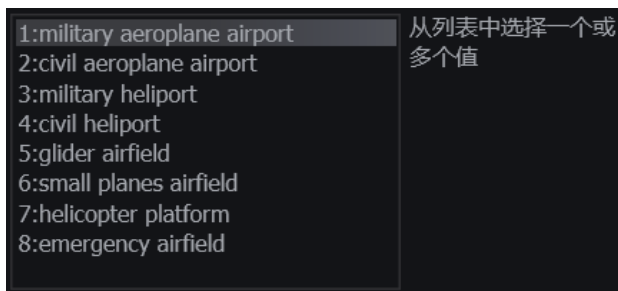 1:military aeroplane airport
2:civil aeroplane airport
3:military heliport
4:civil heliport
5:glider airfield
6:small planes airfield
7:helicopter platform
8:emergency airfield
从列表中选择一个或
多个值